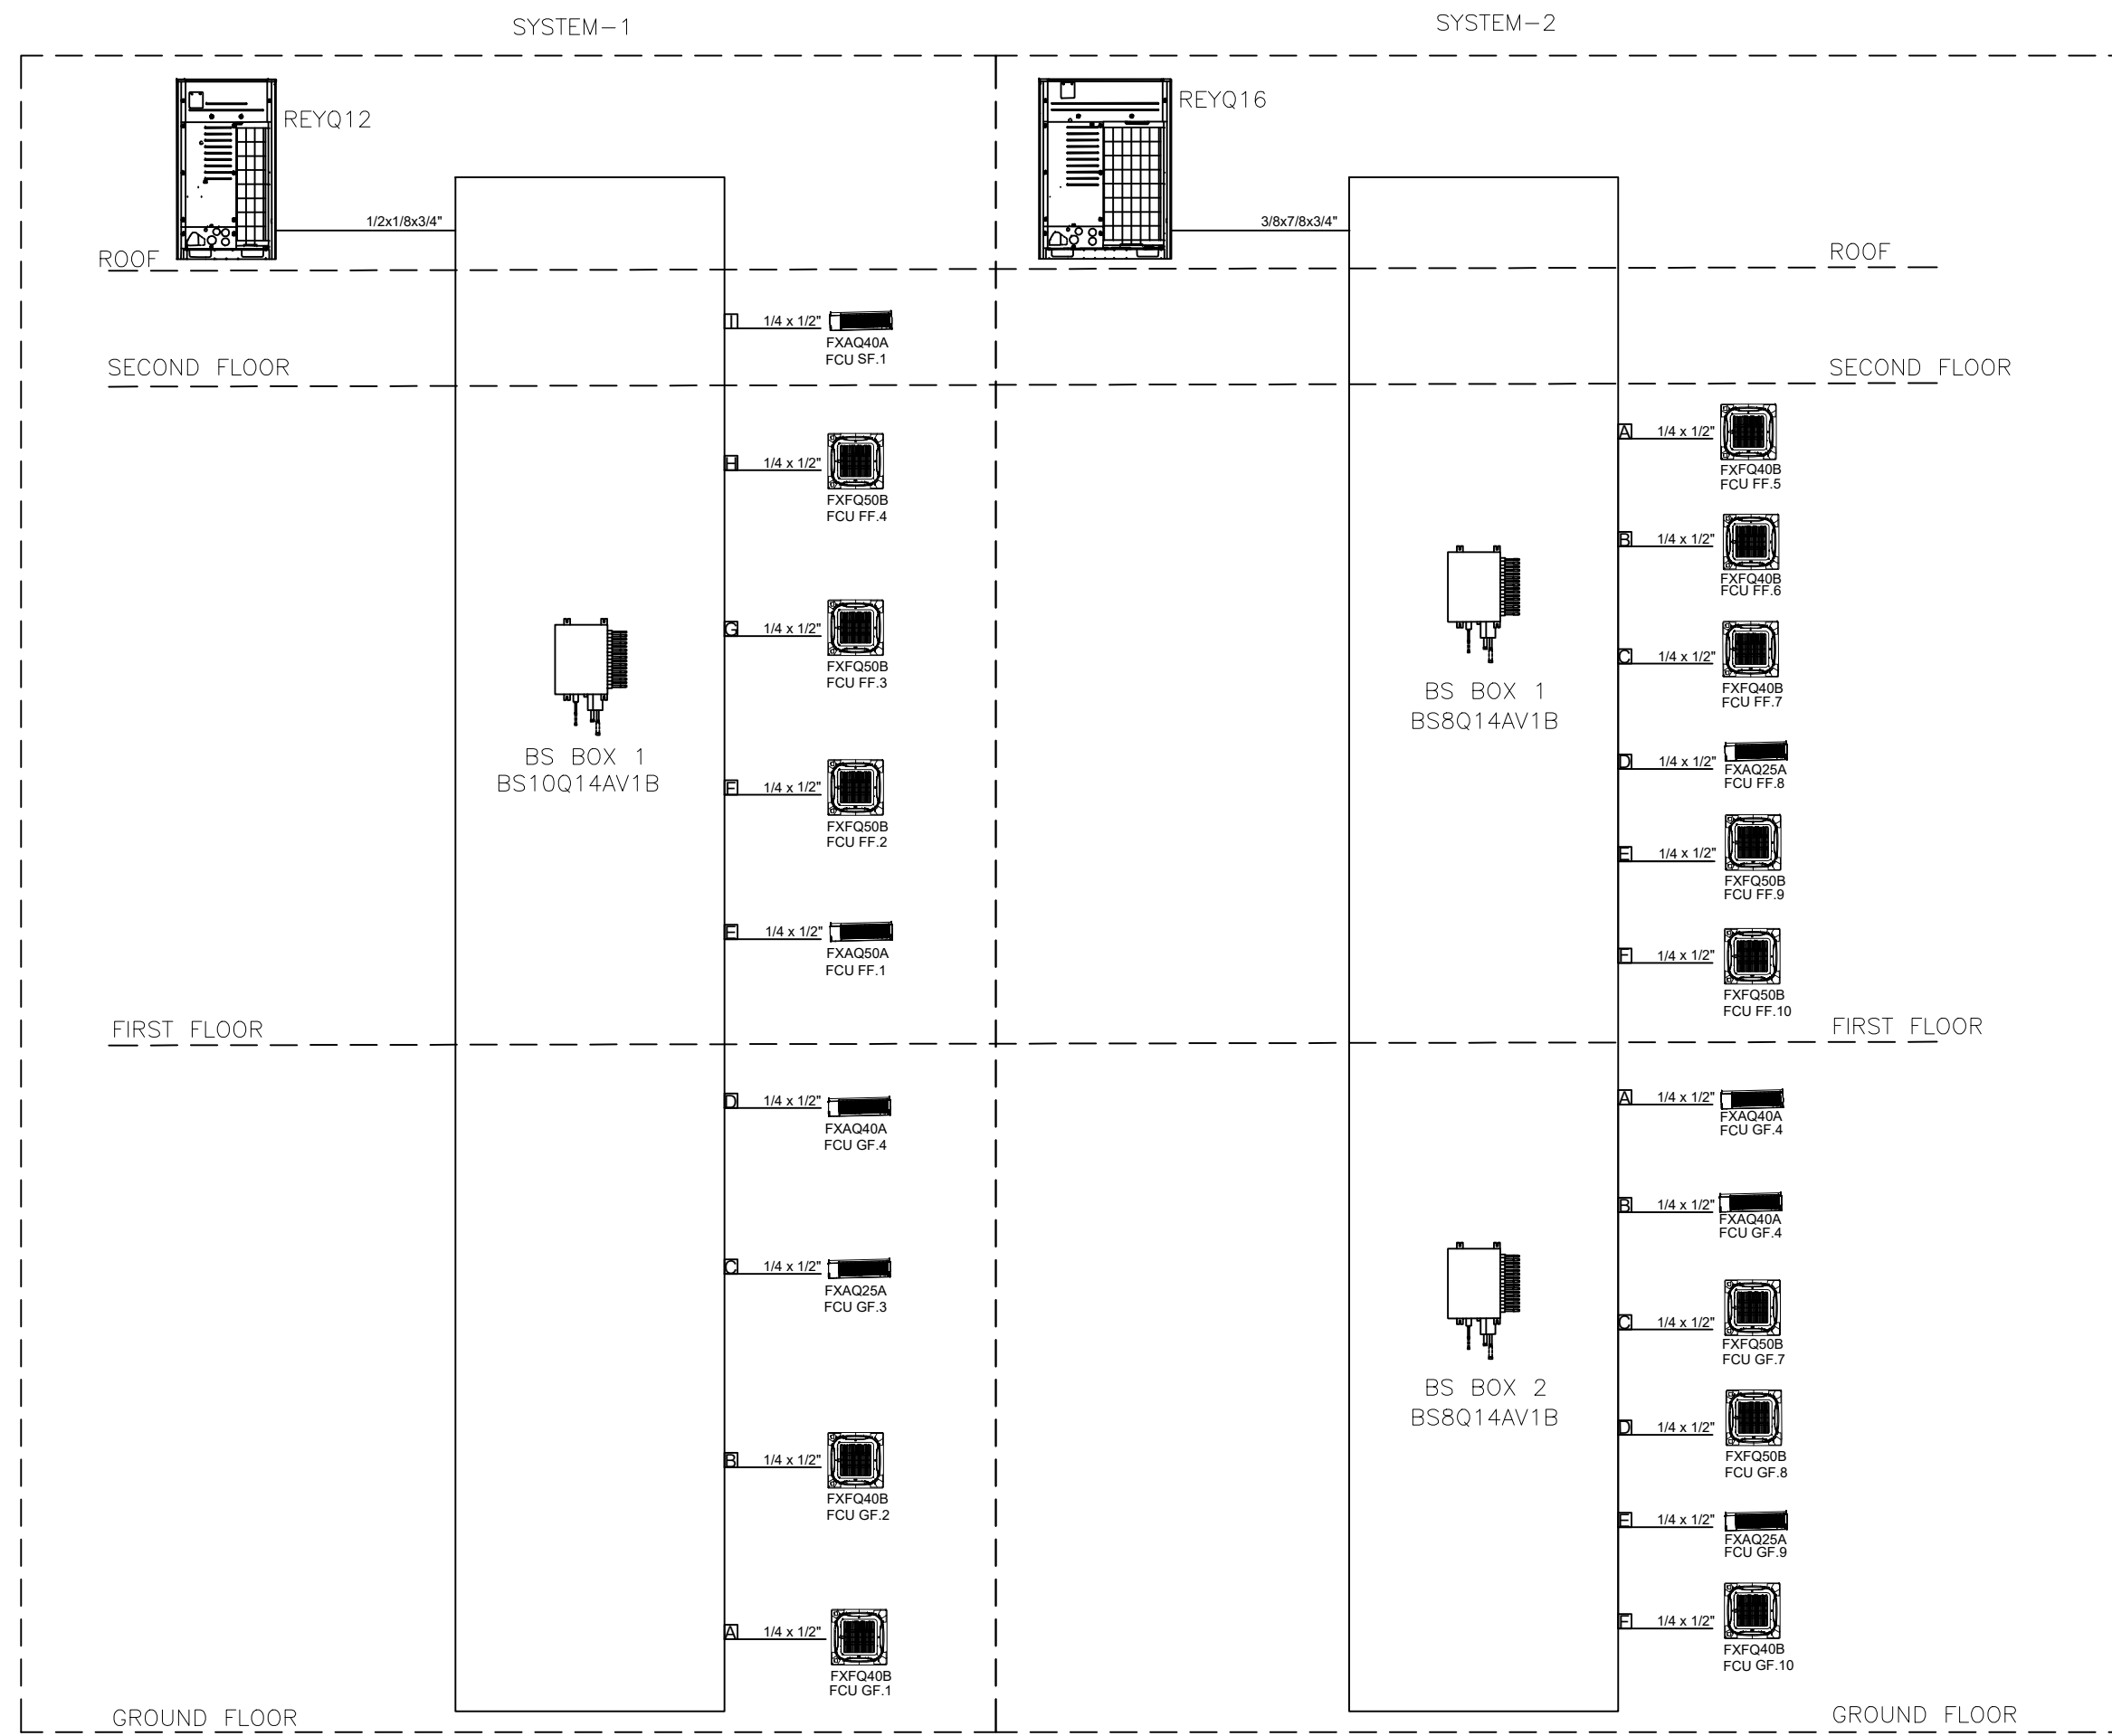 SYSTEM-1
REYQ12
1/2x1/8x3/4"
ROOF
I 1/4 x 1/2"
FXAQ40A
FCU SF.1
SECOND FLOOR
H 1/4 x 1/2"
FXFQ50B
FCU FF.4
G 1/4 x 1/2"
FXFQ50B
FCU FF.3
BS BOX 1
BS10Q14AV1B
F 1/4 x 1/2"
FXFQ50B
FCU FF.2
E 1/4 x 1/2"
FXAQ50A
FCU FF.1
FIRST FLOOR
D 1/4 x 1/2"
FXAQ40A
FCU GF.4
C 1/4 x 1/2"
FXAQ25A
FCU GF.3
B 1/4 x 1/2"
FXFQ40B
FCU GF.2
A 1/4 x 1/2"
FXFQ40B
FCU GF.1
GROUND FLOOR
SYSTEM-2
REYQ16
3/8x7/8x3/4"
ROOF
SECOND FLOOR
A 1/4 x 1/2"
FXFQ40B
FCU FF.5
B 1/4 x 1/2"
FXFQ40B
FCU FF.6
C 1/4 x 1/2"
FXFQ40B
FCU FF.7
BS BOX 1
BS8Q14AV1B
D 1/4 x 1/2"
FXAQ25A
FCU FF.8
E 1/4 x 1/2"
FXFQ50B
FCU FF.9
F 1/4 x 1/2"
FXFQ50B
FCU FF.10
FIRST FLOOR
A 1/4 x 1/2"
FXAQ40A
FCU GF.4
B 1/4 x 1/2"
FXAQ40A
FCU GF.4
C 1/4 x 1/2"
FXFQ50B
FCU GF.7
BS BOX 2
BS8Q14AV1B
D 1/4 x 1/2"
FXFQ50B
FCU GF.8
E 1/4 x 1/2"
FXAQ25A
FCU GF.9
F 1/4 x 1/2"
FXFQ40B
FCU GF.10
GROUND FLOOR